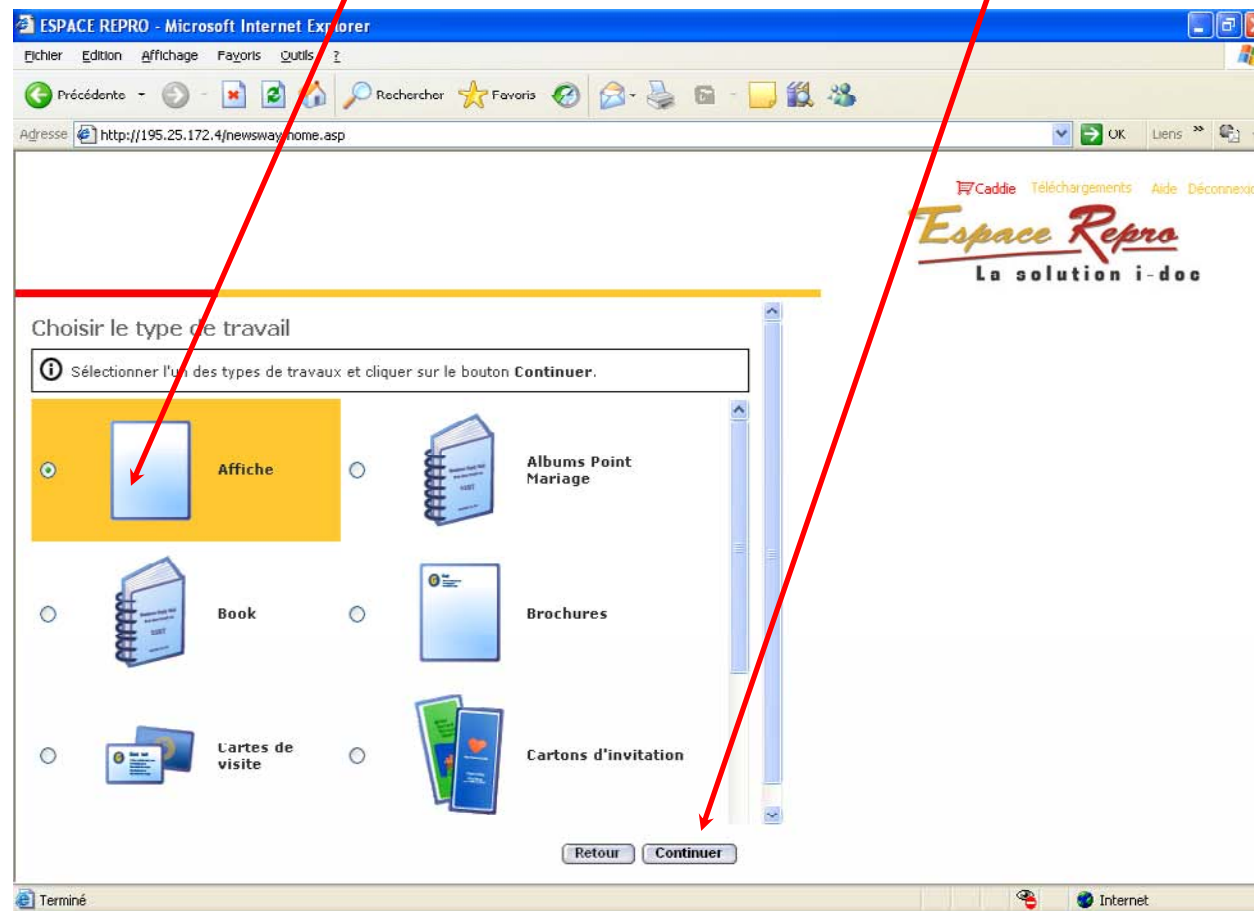 ESPACE REPRO - Microsoft Internet Explorer
Fichier Edition Affichage Favoris Outils ?
Précédente Rechercher Favoris
Adresse http://195.25.172.4/newsway/home.asp OK Liens »
Caddie Téléchargements Aide Déconnexio
Espace Repro
La solution i-doc
Choisir le type de travail
Sélectionner l'un des types de travaux et cliquer sur le bouton Continuer.
Affiche
Albums Point
Mariage
Book
Brochures
Cartes de
visite
Cartons d'invitation
Retour Continuer
Terminé Internet